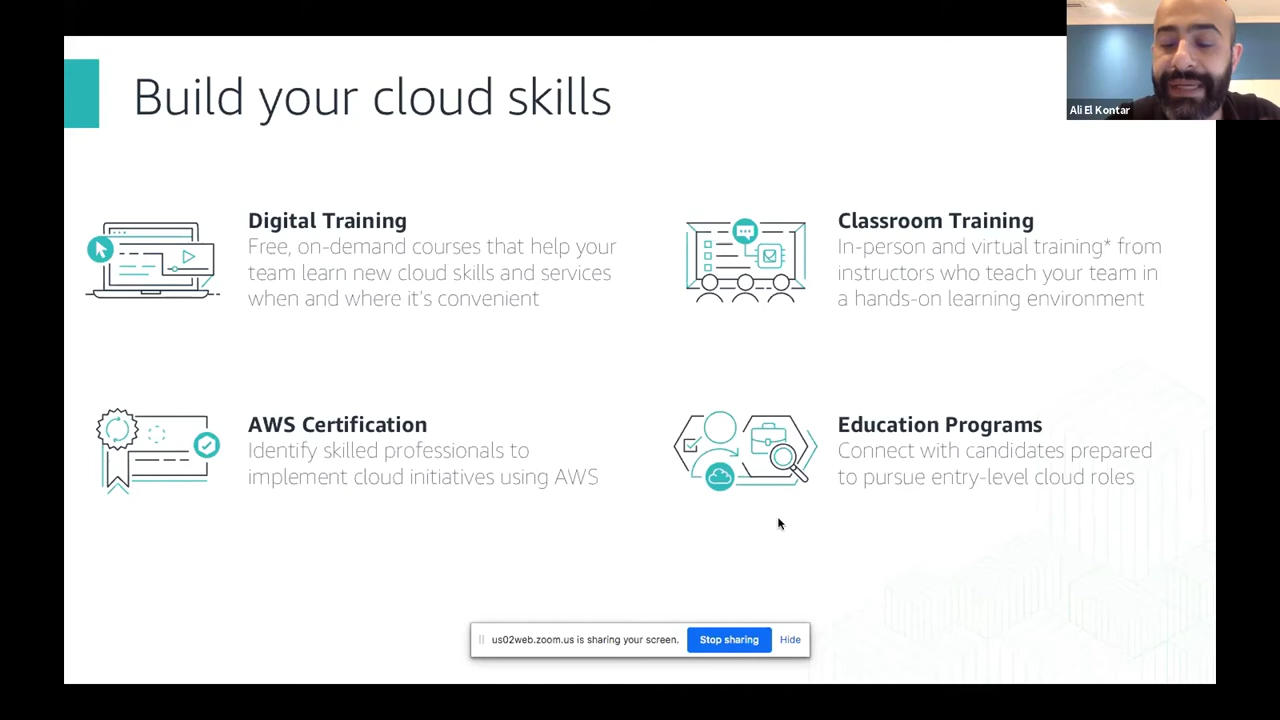 Build your cloud skills
Ali El Kontar
Digital Training
Free, on-demand courses that help your
team learn new cloud skills and services
when and where it's convenient
Classroom Training
In-person and virtual training* from
instructors who teach your team in
a hands-on learning environment
AWS Certification
Identify skilled professionals to
implement cloud initiatives using AWS
Education Programs
Connect with candidates prepared
to pursue entry-level cloud roles
us02web.zoom.us is sharing your screen.
Stop sharing
Hide